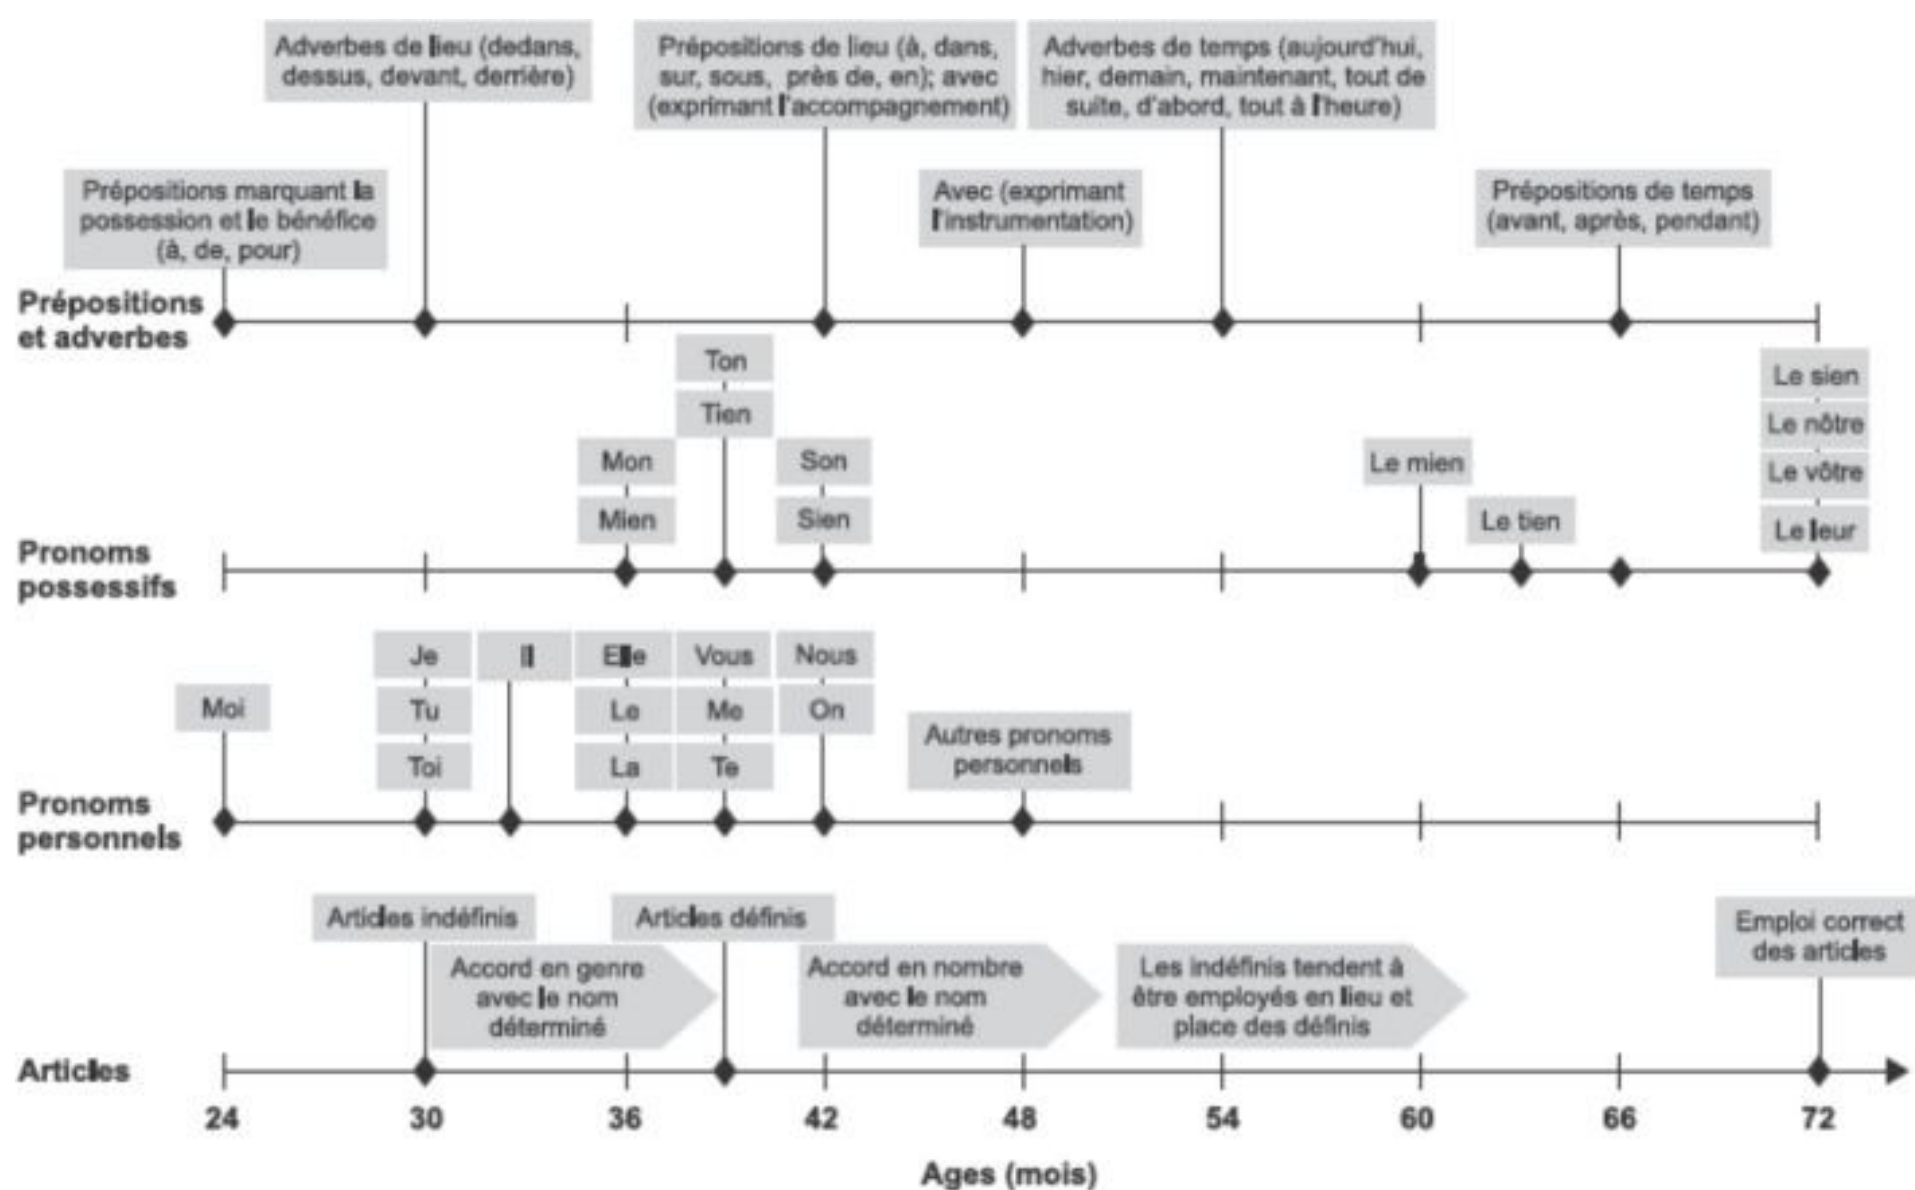 Adverbes de lieu (dedans,
dessus, devant, derrière)
Prépositions de lieu (à, dans,
sur, sous, près de, en); avec
(exprimant l'accompagnement)
Adverbes de temps (aujourd'hui,
hier, demain, maintenant, tout de
suite, d'abord, tout à l'heure)
Prépositions marquant la
possession et le bénéfice
(à, de, pour)
Avec (exprimant
l'instrumentation)
Prépositions de temps
(avant, après, pendant)
Prépositions
et adverbes
Ton
Tien
Mon
Mien
Son
Sien
Le mien
Le tien
Le sien
Le nôtre
Le vôtre
Le leur
Pronoms
possessifs
Moi
Je
Tu
Toi
Il
Elle
Le
La
Vous
Me
Te
Nous
On
Autres pronoms
personnels
Pronoms
personnels
Articles indéfinis
Articles définis
Emploi correct
des articles
Accord en genre
avec le nom
déterminé
Accord en nombre
avec le nom
déterminé
Les indéfinis tendent à
être employés en lieu et
place des définis
Articles
24 30 36 42 48 54 60 66 72
Ages (mois)